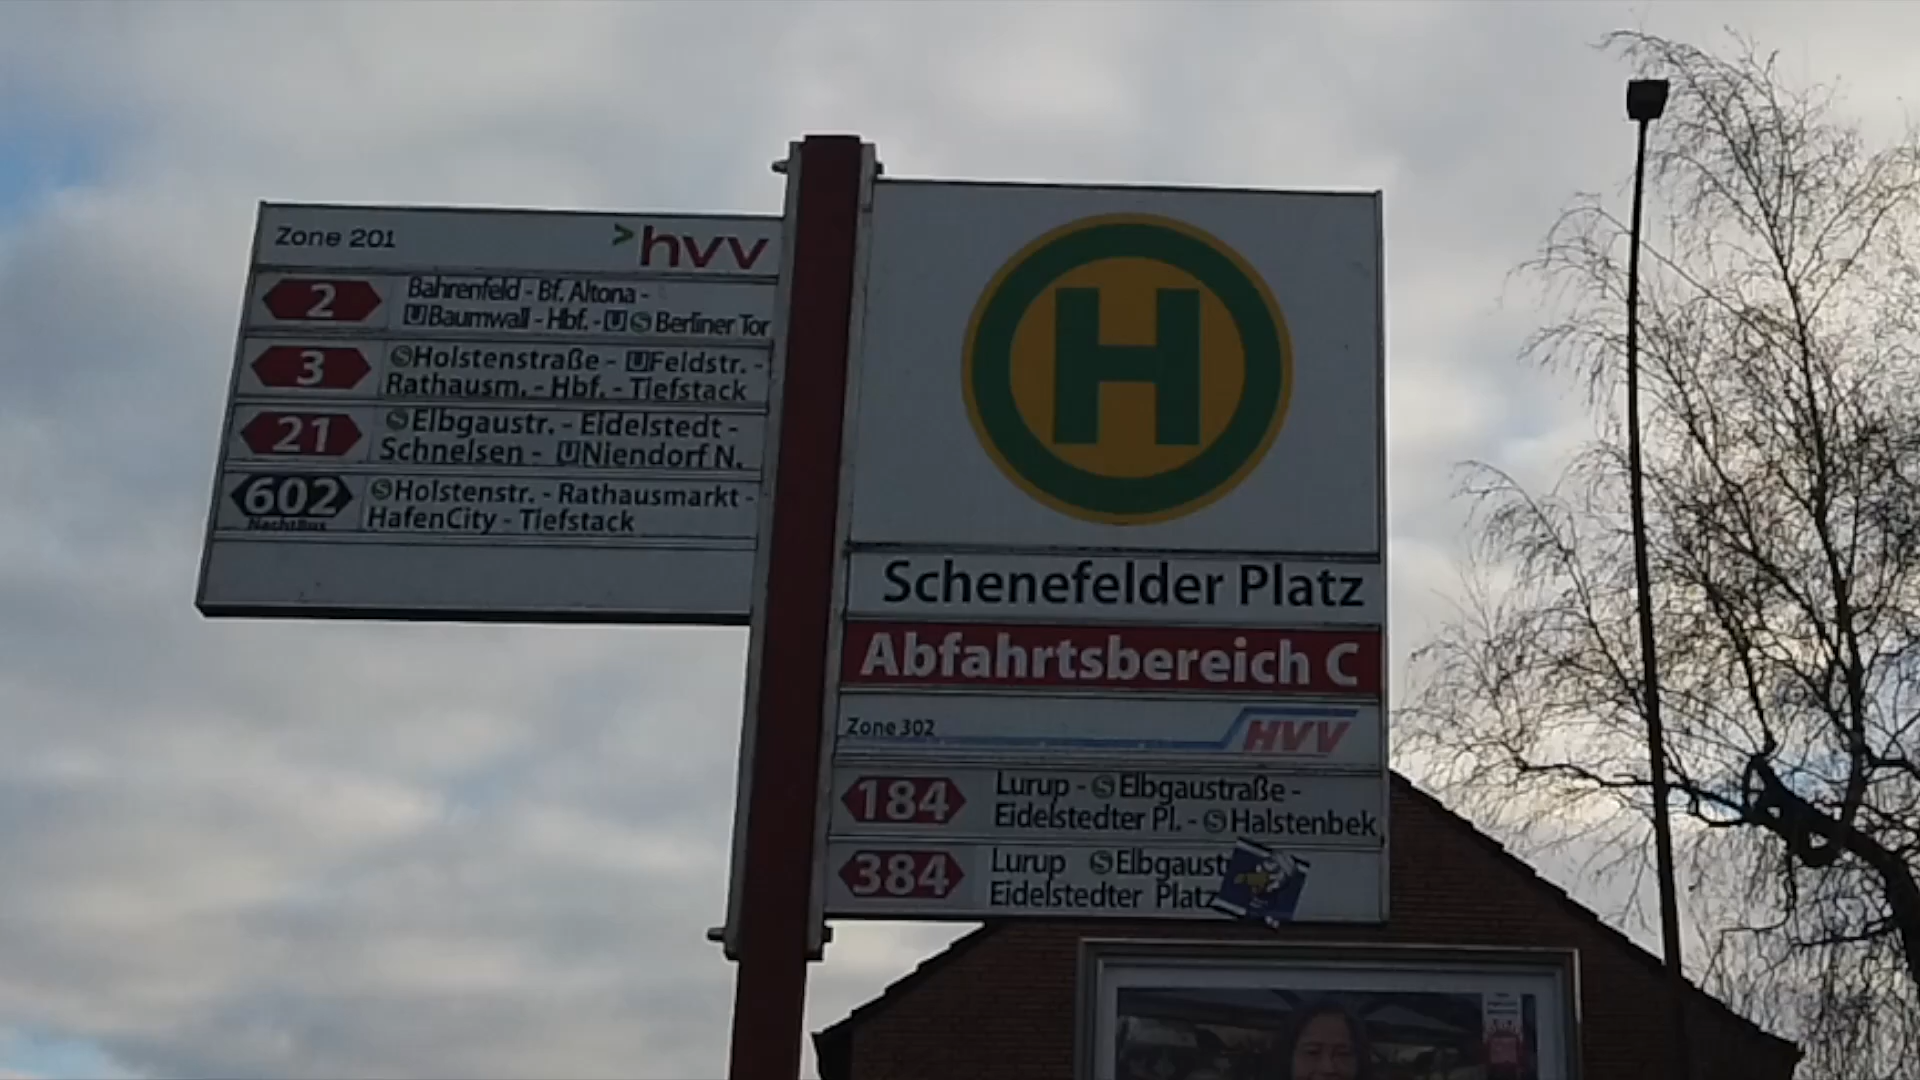 Zone 201
hvv
2
Bahrenfeld - Bf. Altona -
U Baumwall - Hbf. - U S Berliner Tor
3
S Holstenstraße - U Feldstr. -
Rathausm. - Hbf. - Tiefstack
21
S Elbgaustr. - Eidelstedt -
Schnelsen - U Niendorf N.
602
NachtBus
S Holstenstr. - Rathausmarkt -
HafenCity - Tiefstack
H
Schenefelder Platz
Abfahrtsbereich C
Zone 302
HVV
184
Lurup - S Elbgaustraße -
Eidelstedter Pl. - S Halstenbek
384
Lurup S Elbgaust
Eidelstedter Platz